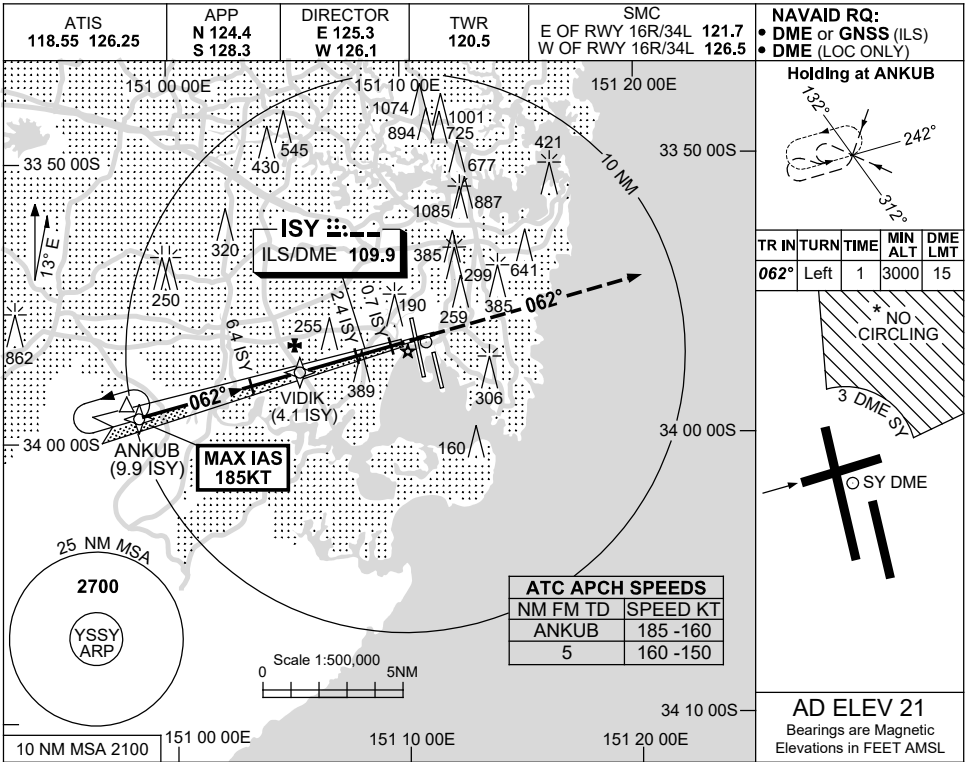 ATIS
118.55 126.25
APP
N 124.4
S 128.3
DIRECTOR
E 125.3
W 126.1
TWR
120.5
SMC
E OF RWY 16R/34L 121.7
W OF RWY 16R/34L 126.5
NAVAID RQ:
• DME or GNSS (ILS)
• DME (LOC ONLY)
151 00 00E
151 10 00E
151 20 00E
1074
1001
894
725
545
430
677
421
33 50 00S
33 50 00S
10 NM
1085
887
13° E
320
ISY
ILS/DME 109.9
385
299
641
250
259
385
190
062°
862
6.4 ISY
255
2.4 ISY
0.7 ISY
062°
VIDIK
(4.1 ISY)
389
306
160
34 00 00S
ANKUB
(9.9 ISY)
MAX IAS
185KT
34 00 00S
25 NM MSA
2700
YSSY
ARP
ATC APCH SPEEDS
NM FM TD SPEED KT
ANKUB 185 -160
5 160 -150
Scale 1:500,000
0 5NM
34 10 00S
10 NM MSA 2100
151 00 00E
151 10 00E
151 20 00E
Holding at ANKUB
132°
242°
312°
TR IN TURN TIME MIN ALT DME LMT
062° Left 1 3000 15
* NO
CIRCLING
3 DME SY
SY DME
AD ELEV 21
Bearings are Magnetic
Elevations in FEET AMSL